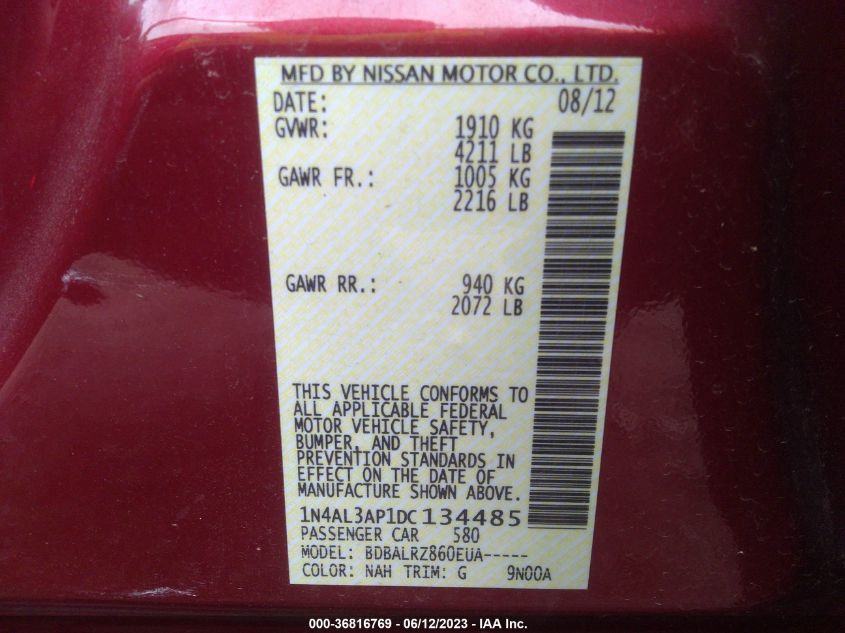 MFD BY NISSAN MOTOR CO., LTD.
DATE: 08/12
GVWR: 1910 KG
4211 LB
GAWR FR.: 1005 KG
2216 LB
GAWR RR.: 940 KG
2072 LB
THIS VEHICLE CONFORMS TO
ALL APPLICABLE FEDERAL
MOTOR VEHICLE SAFETY,
BUMPER, AND THEFT
PREVENTION STANDARDS IN
EFFECT ON THE DATE OF
MANUFACTURE SHOWN ABOVE.
1N4AL3AP1DC134485
PASSENGER CAR 580
MODEL: BDBALRZ860EUA-----
COLOR: NAH TRIM: G 9N00A
000-36816769 - 06/12/2023 - IAA Inc.